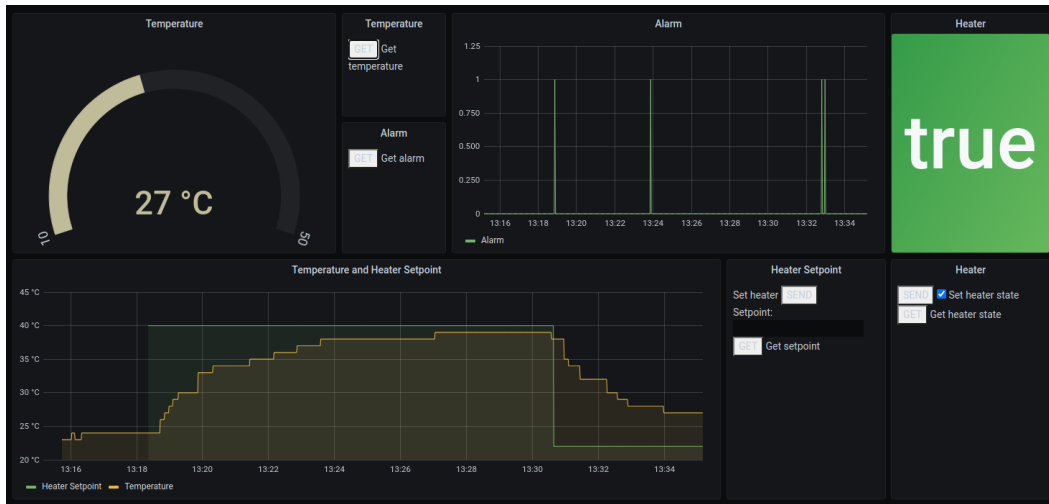 Temperature
27 °C
10
50
Temperature
GET Get
temperature
Alarm
GET Get alarm
Alarm
1.25
1
0.750
0.500
0.250
0
13:16 13:18 13:20 13:22 13:24 13:26 13:28 13:30 13:32 13:34
Alarm
Heater
true
Temperature and Heater Setpoint
45 °C
40 °C
35 °C
30 °C
25 °C
20 °C
13:16 13:18 13:20 13:22 13:24 13:26 13:28 13:30 13:32 13:34
Heater Setpoint Temperature
Heater Setpoint
Set heater SEND
Setpoint:
GET Get setpoint
Heater
SEND Set heater state
GET Get heater state